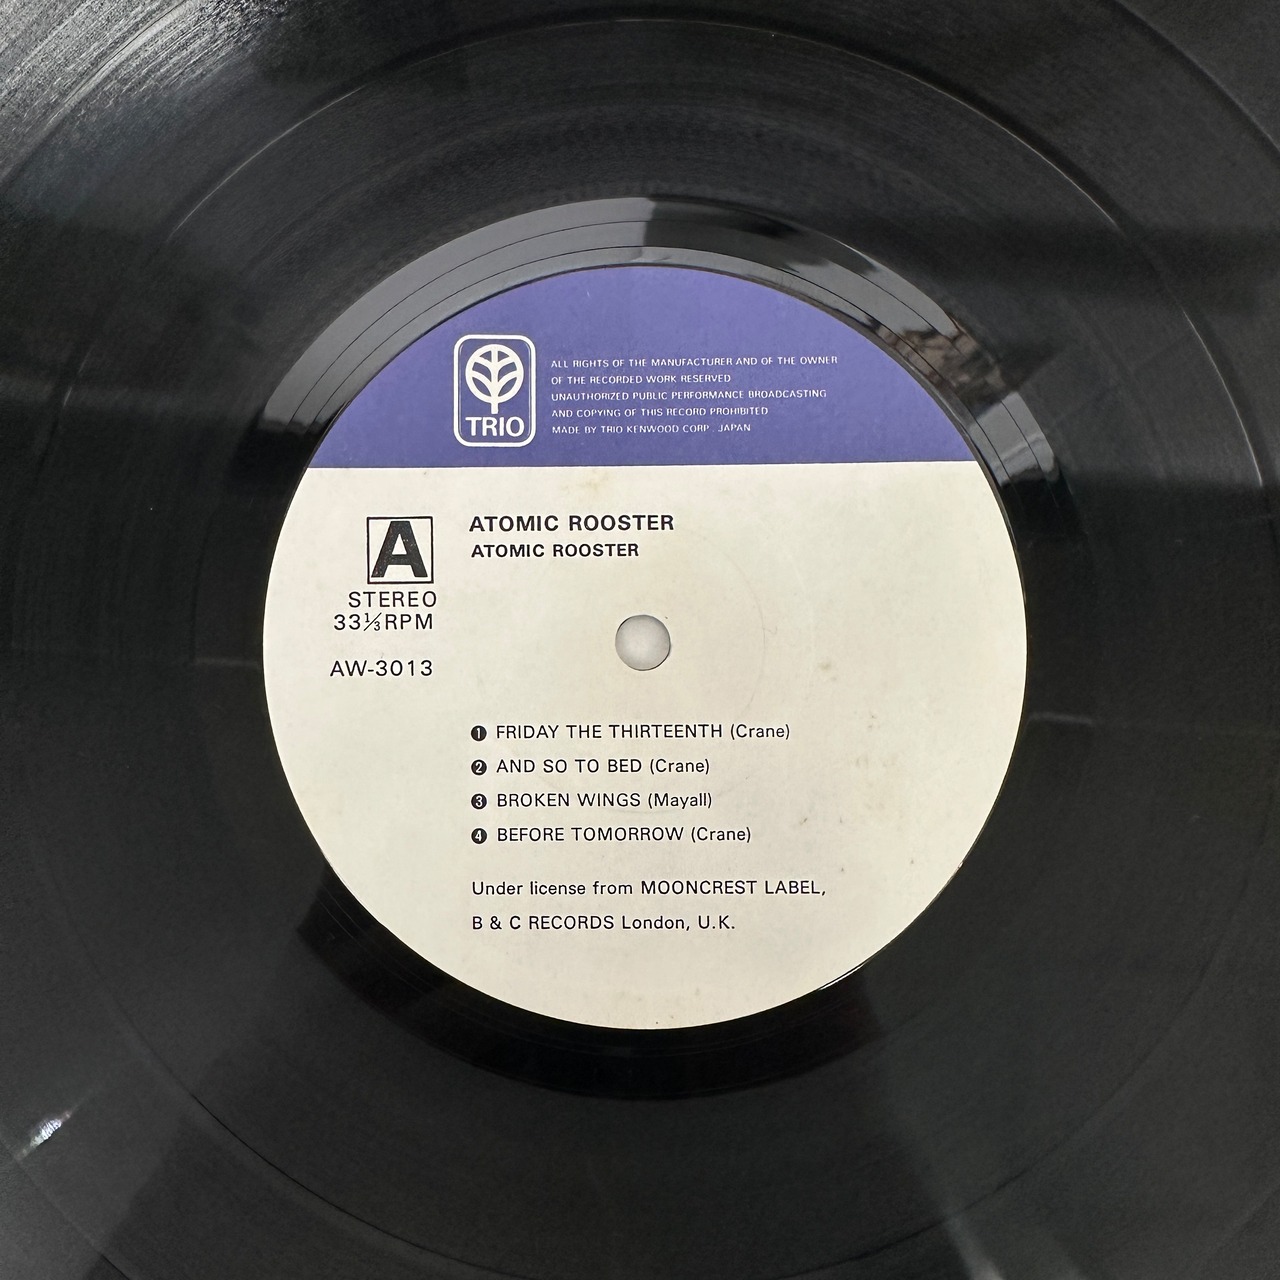 TRIO
ALL RIGHTS OF THE MANUFACTURER AND OF THE OWNER
OF THE RECORDED WORK RESERVED
UNAUTHORIZED PUBLIC PERFORMANCE BROADCASTING
AND COPYING OF THIS RECORD PROHIBITED
MADE BY TRIO KENWOOD CORP. JAPAN
A
STEREO
33⅓RPM
AW-3013
ATOMIC ROOSTER
ATOMIC ROOSTER
❶ FRIDAY THE THIRTEENTH (Crane)
❷ AND SO TO BED (Crane)
❸ BROKEN WINGS (Mayall)
❹ BEFORE TOMORROW (Crane)
Under license from MOONCREST LABEL,
B & C RECORDS London, U.K.